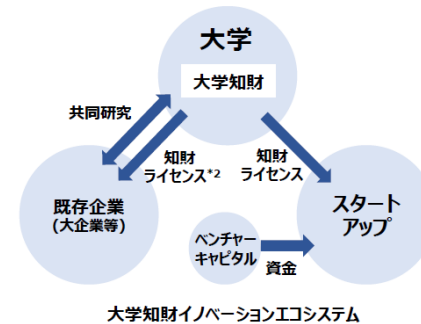 大学
大学知財
共同研究
知財
ライセンス*2
知財
ライセンス
既存企業
(大企業等)
スタート
アップ
ベンチャー
キャピタル
資金
大学知財イノベーションエコシステム